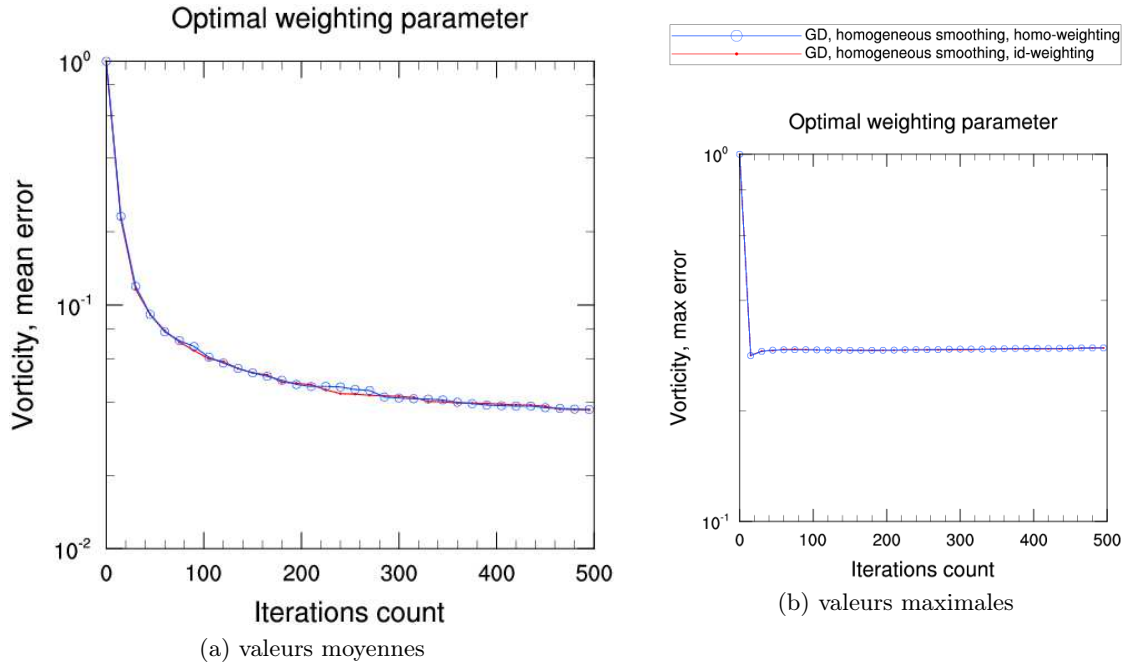 Optimal weighting parameter
10^0
10^-1
10^-2
Vorticity, mean error
0 100 200 300 400 500
Iterations count
(a) valeurs moyennes
GD, homogeneous smoothing, homo-weighting
GD, homogeneous smoothing, id-weighting
Optimal weighting parameter
10^0
10^-1
Vorticity, max error
0 100 200 300 400 500
Iterations count
(b) valeurs maximales